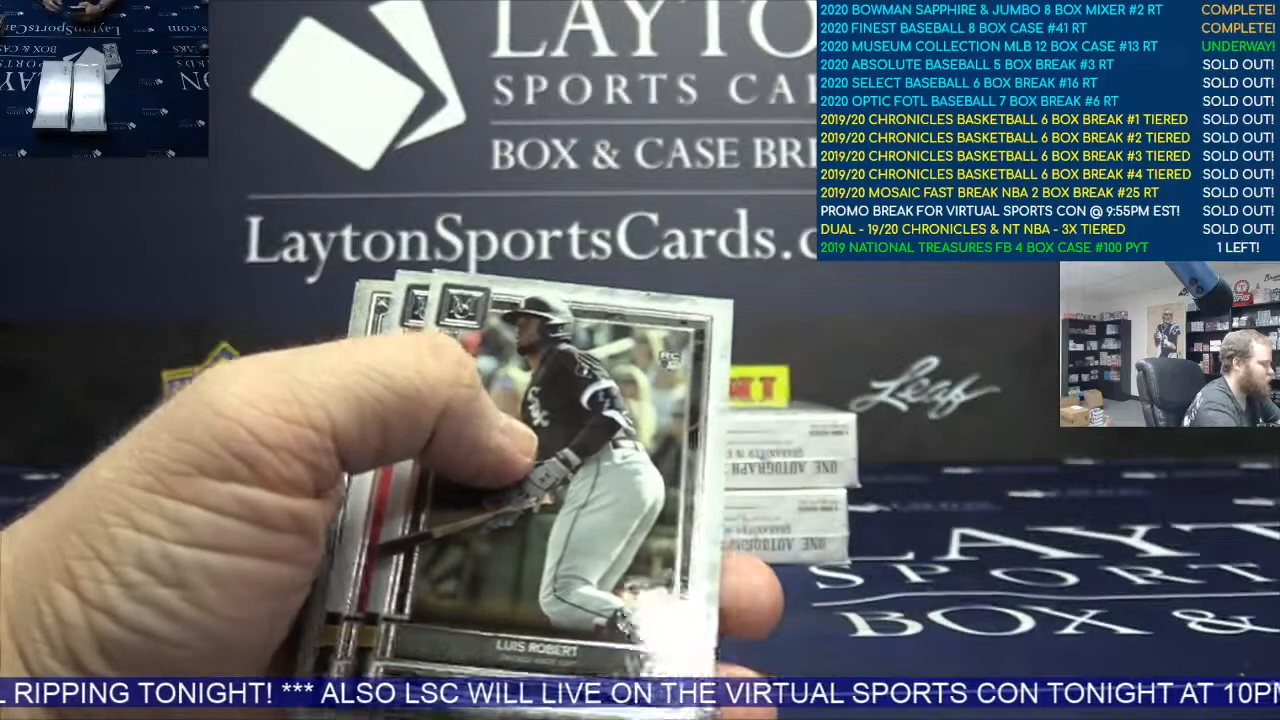 2020 BOWMAN SAPPHIRE & JUMBO 8 BOX MIXER #2 RT COMPLETE!
2020 FINEST BASEBALL 8 BOX CASE #41 RT COMPLETE!
2020 MUSEUM COLLECTION MLB 12 BOX CASE #13 RT UNDERWAY!
2020 ABSOLUTE BASEBALL 5 BOX BREAK #3 RT SOLD OUT!
2020 SELECT BASEBALL 6 BOX BREAK #16 RT SOLD OUT!
2020 OPTIC FOTL BASEBALL 7 BOX BREAK #6 RT SOLD OUT!
2019/20 CHRONICLES BASKETBALL 6 BOX BREAK #1 TIERED SOLD OUT!
2019/20 CHRONICLES BASKETBALL 6 BOX BREAK #2 TIERED SOLD OUT!
2019/20 CHRONICLES BASKETBALL 6 BOX BREAK #3 TIERED SOLD OUT!
2019/20 CHRONICLES BASKETBALL 6 BOX BREAK #4 TIERED SOLD OUT!
2019/20 MOSAIC FAST BREAK NBA 2 BOX BREAK #25 RT SOLD OUT!
PROMO BREAK FOR VIRTUAL SPORTS CON @ 9:55PM EST! SOLD OUT!
DUAL - 19/20 CHRONICLES & NT NBA - 3X TIERED SOLD OUT!
2019 NATIONAL TREASURES FB 4 BOX CASE #100 PYT 1 LEFT!
LAYTO
SPORTS CA
BOX & CASE BRE
LaytonSportsCards.c
RC
Leaf
ONE AUTOGRAPH
ONE AUTOGRAPH
LUIS ROBERT
LAYT
SPORTS CA
BOX &
RIPPING TONIGHT! *** ALSO LSC WILL LIVE ON THE VIRTUAL SPORTS CON TONIGHT AT 10P